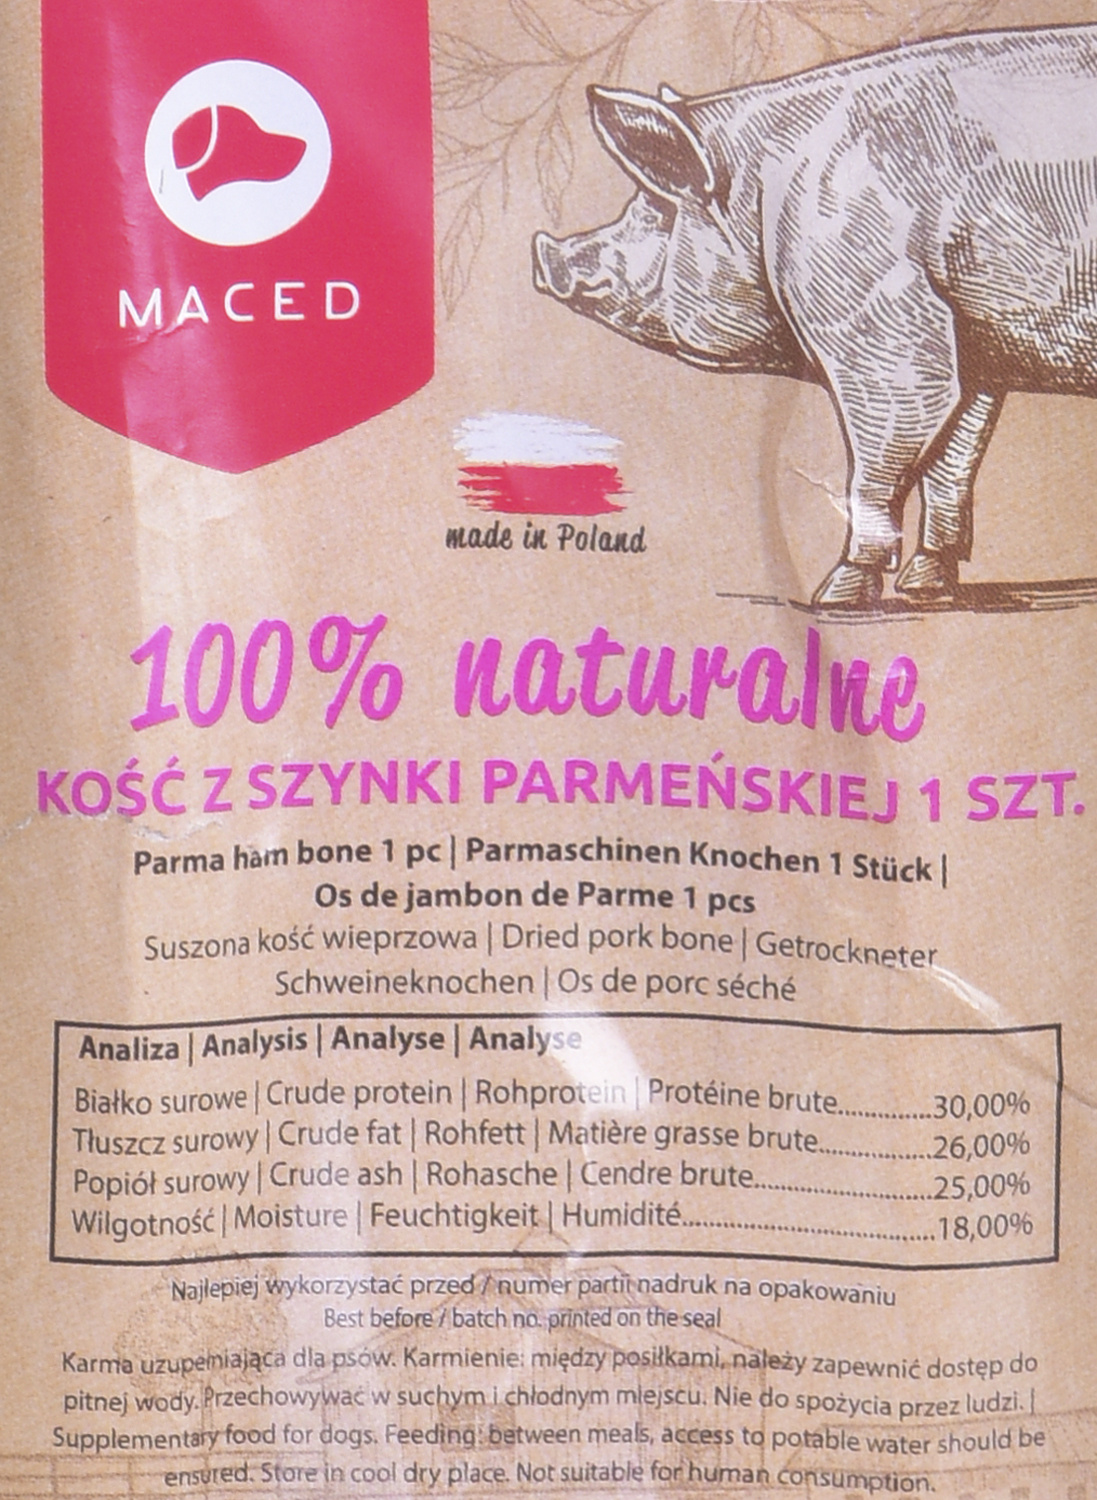 MACED
made in Poland
100% naturalne
KOŚĆ Z SZYNKI PARMEŃSKIEJ 1 SZT.
Parma ham bone 1 pc | Parmaschinen Knochen 1 Stück |
Os de jambon de Parme 1 pcs
Suszona kość wieprzowa | Dried pork bone | Getrockneter
Schweineknochen | Os de porc séché
Analiza | Analysis | Analyse | Analyse
Białko surowe | Crude protein | Rohprotein | Protéine brute..............30,00%
Tłuszcz surowy | Crude fat | Rohfett | Matière grasse brute.................26,00%
Popiół surowy | Crude ash | Rohasche | Cendre brute..........................25,00%
Wilgotność | Moisture | Feuchtigkeit | Humidité.....................................18,00%
Najlepiej wykorzystać przed / numer partii nadruk na opakowaniu
Best before / batch no. printed on the seal
Karma uzupełniająca dla psów. Karmienie: między posiłkami, należy zapewnić dostęp do
pitnej wody. Przechowywać w suchym i chłodnym miejscu. Nie do spożycia przez ludzi. |
Supplementary food for dogs. Feeding: between meals, access to potable water should be
ensured. Store in cool dry place. Not suitable for human consumption.